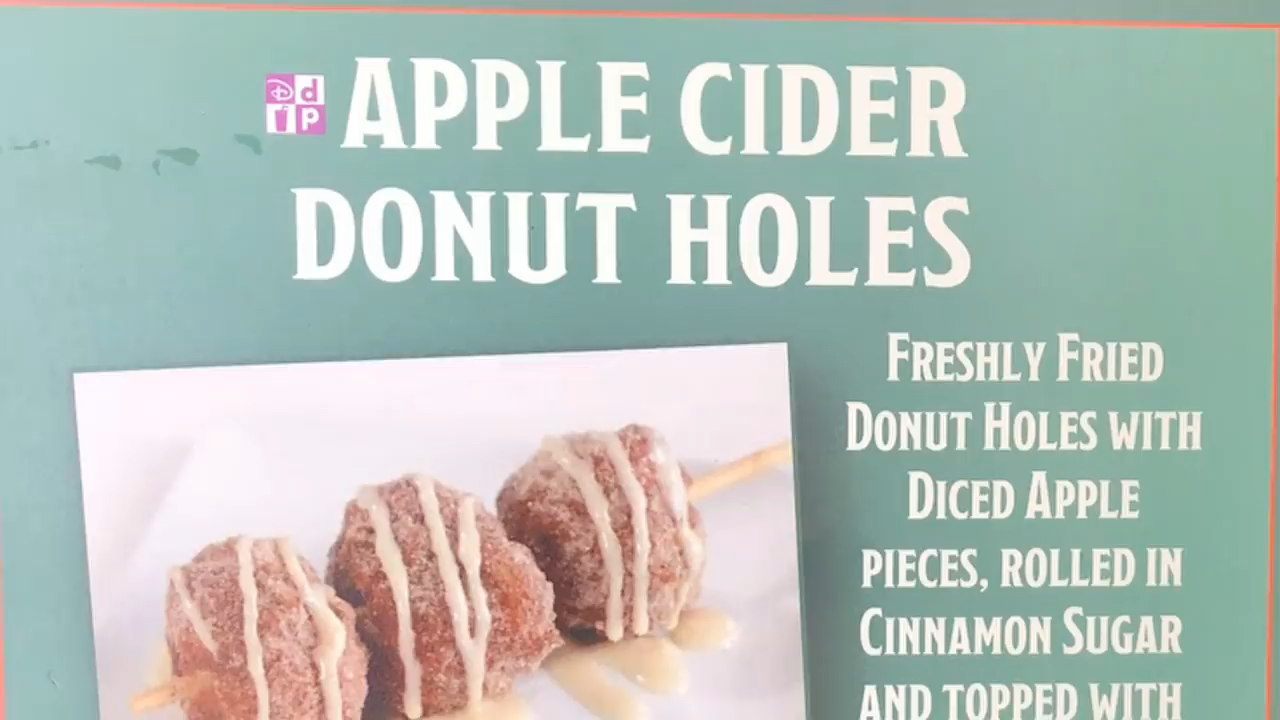 APPLE CIDER
DONUT HOLES
FRESHLY FRIED
DONUT HOLES WITH
DICED APPLE
PIECES, ROLLED IN
CINNAMON SUGAR
AND TOPPED WITH
D d
p